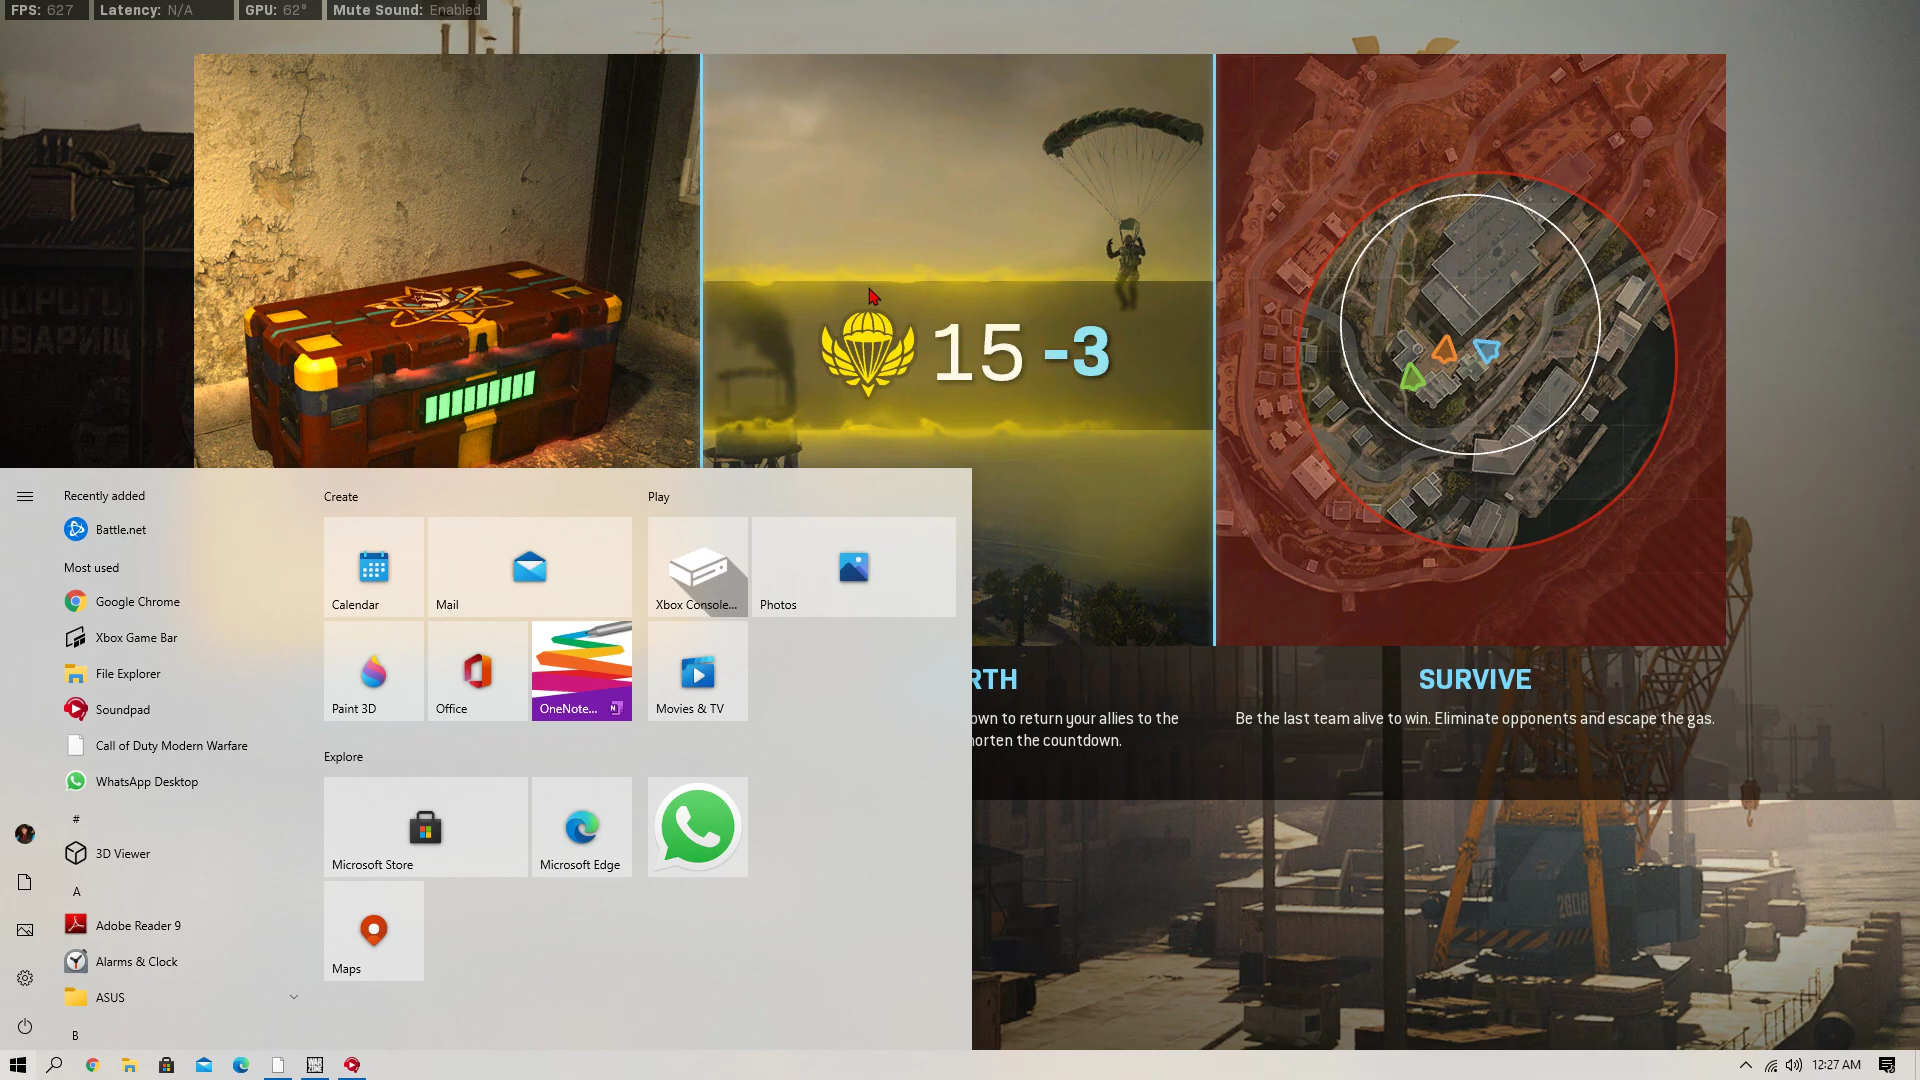 FPS: 627 Latency: N/A GPU: 62° Mute Sound: Enabled
15 -3
RTH
own to return your allies to the
horten the countdown.
SURVIVE
Be the last team alive to win. Eliminate opponents and escape the gas.
Recently added
Battle.net
Most used
Google Chrome
Xbox Game Bar
File Explorer
Soundpad
Call of Duty Modern Warfare
WhatsApp Desktop
#
3D Viewer
A
Adobe Reader 9
Alarms & Clock
ASUS
B
Create
Calendar
Mail
Paint 3D
Office
OneNote...
Play
Xbox Console...
Photos
Movies & TV
Explore
Microsoft Store
Microsoft Edge
Maps
WAR
ZONE
12:27 AM